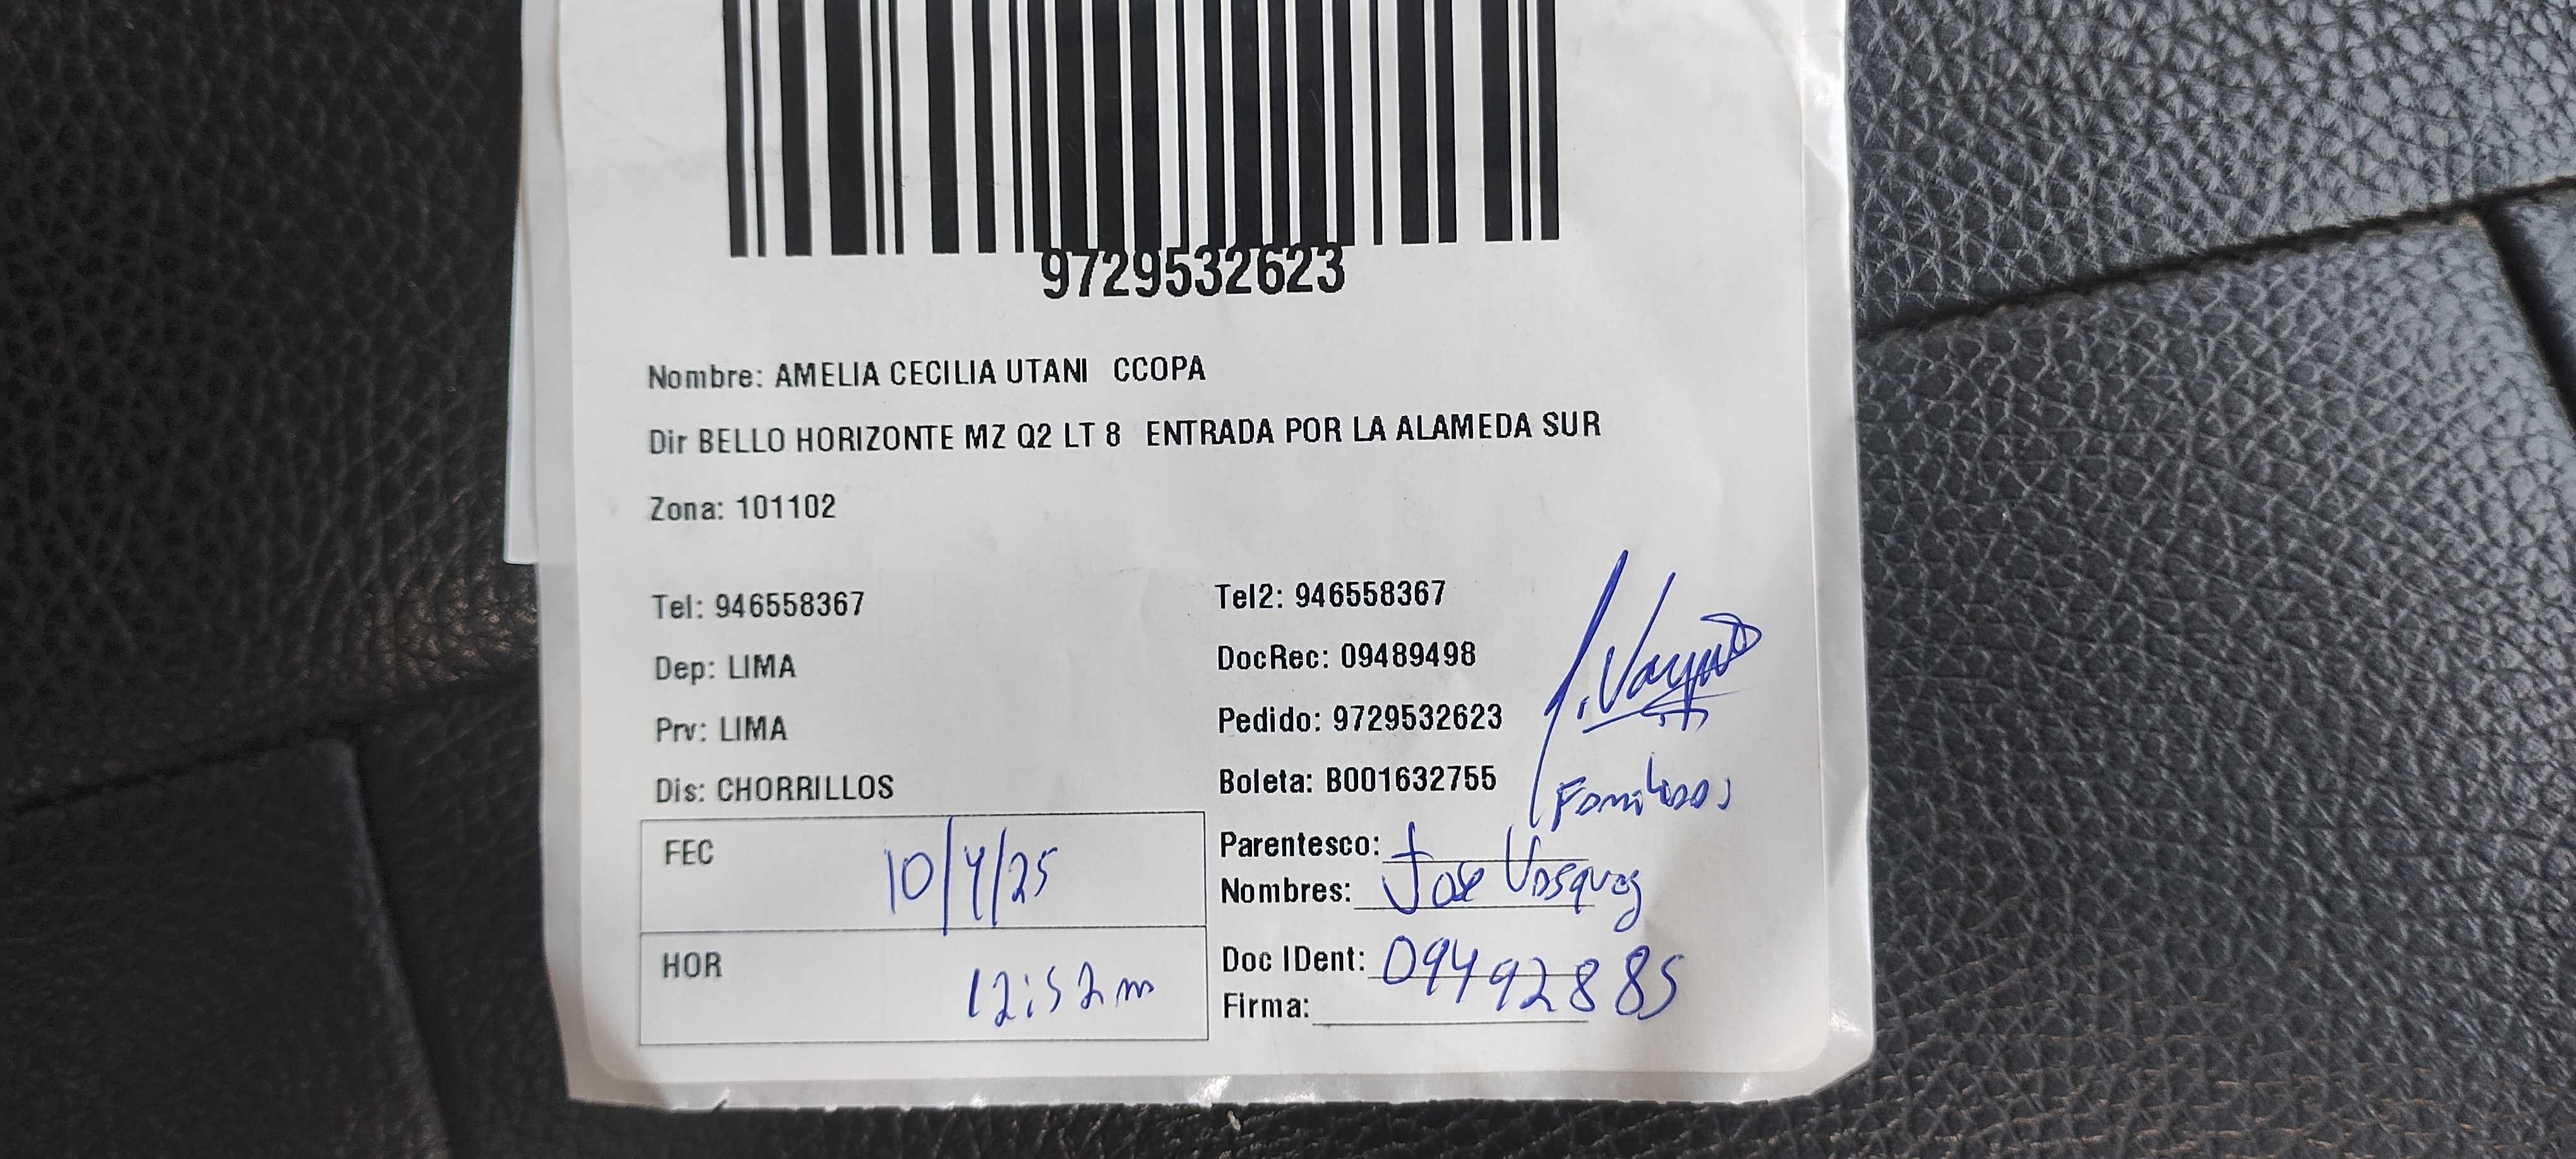 9729532623
Nombre: AMELIA CECILIA UTANI CCOPA
Dir BELLO HORIZONTE MZ Q2 LT 8 ENTRADA POR LA ALAMEDA SUR
Zona: 101102
Tel: 946558367
Dep: LIMA
Prv: LIMA
Dis: CHORRILLOS
Tel2: 946558367
DocRec: 09489498
Pedido: 9729532623
Boleta: B001632755
FEC 10/4/25
HOR 12:52 m
Parentesco:
Nombres: Jose Vasquez
Doc IDent: 09492885
Firma: